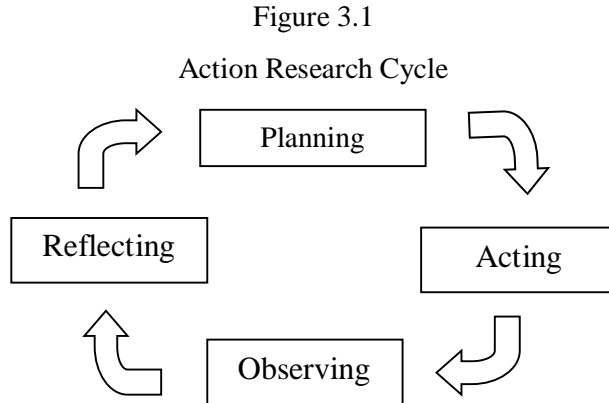 Figure 3.1
Action Research Cycle
Planning
Reflecting
Acting
Observing